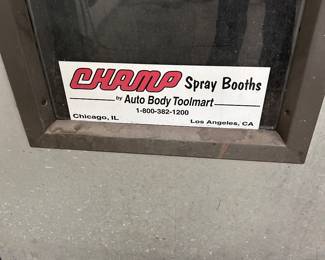 CHAMP Spray Booths
by Auto Body Toolmart
1-800-382-1200
Chicago, IL Los Angeles, CA